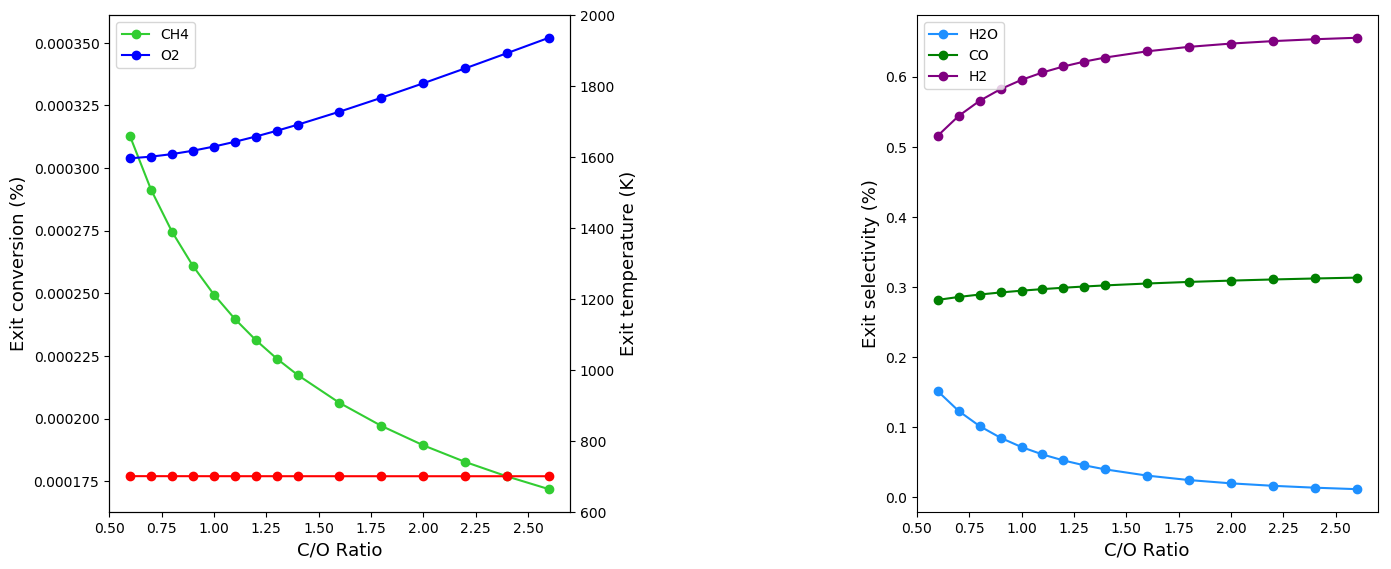 CH4
O2
0.000350
0.000325
0.000300
0.000275
0.000250
0.000225
0.000200
0.000175
Exit conversion (%)
0.50 0.75 1.00 1.25 1.50 1.75 2.00 2.25 2.50
C/O Ratio
2000
1800
1600
1400
1200
1000
800
600
Exit temperature (K)
H2O
CO
H2
0.6
0.5
0.4
0.3
0.2
0.1
0.0
Exit selectivity (%)
0.50 0.75 1.00 1.25 1.50 1.75 2.00 2.25 2.50
C/O Ratio